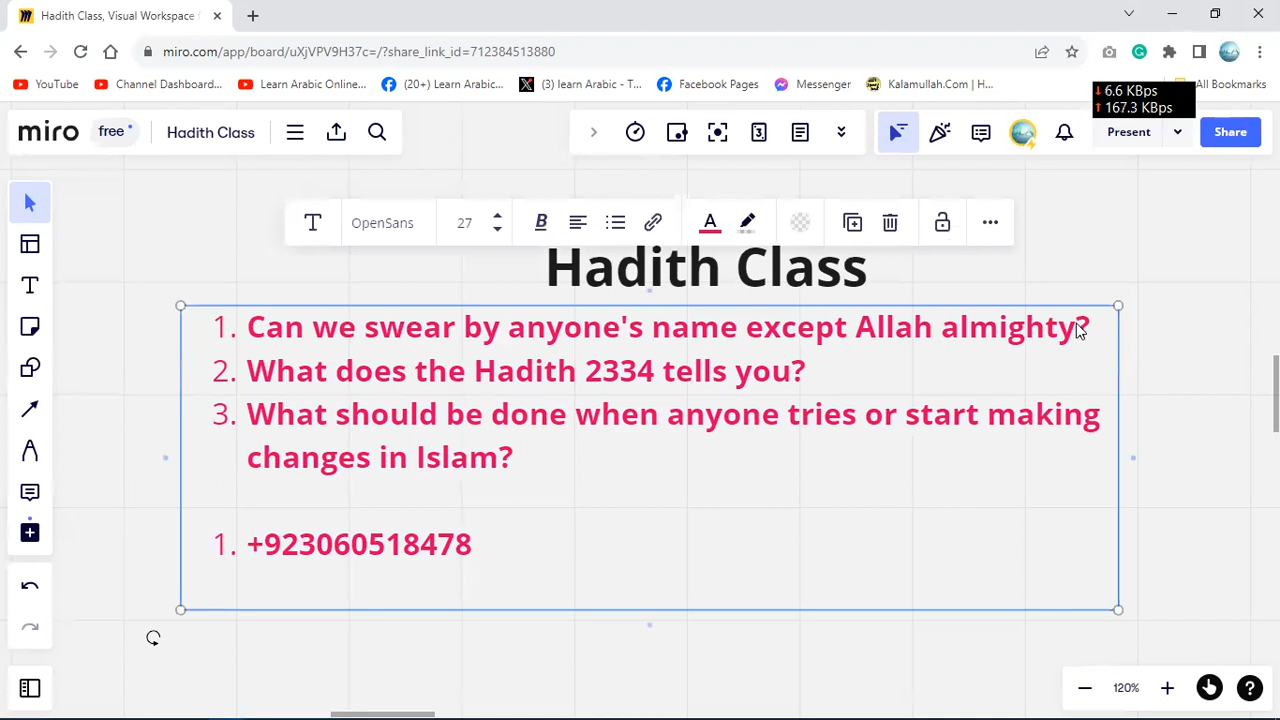 Hadith Class, Visual Workspace f
miro.com/app/board/uXjVPV9H37c=/?share_link_id=712384513880
YouTube
Channel Dashboard...
Learn Arabic Online...
(20+) Learn Arabic...
(3) learn Arabic - T...
Facebook Pages
Messenger
Kalamullah.Com | H...
All Bookmarks
6.6 KBps
167.3 KBps
miro
free
Hadith Class
3
Present
Share
OpenSans
27
B
A
Hadith Class
1. Can we swear by anyone's name except Allah almighty?
2. What does the Hadith 2334 tells you?
3. What should be done when anyone tries or start making
changes in Islam?
1. +923060518478
120%